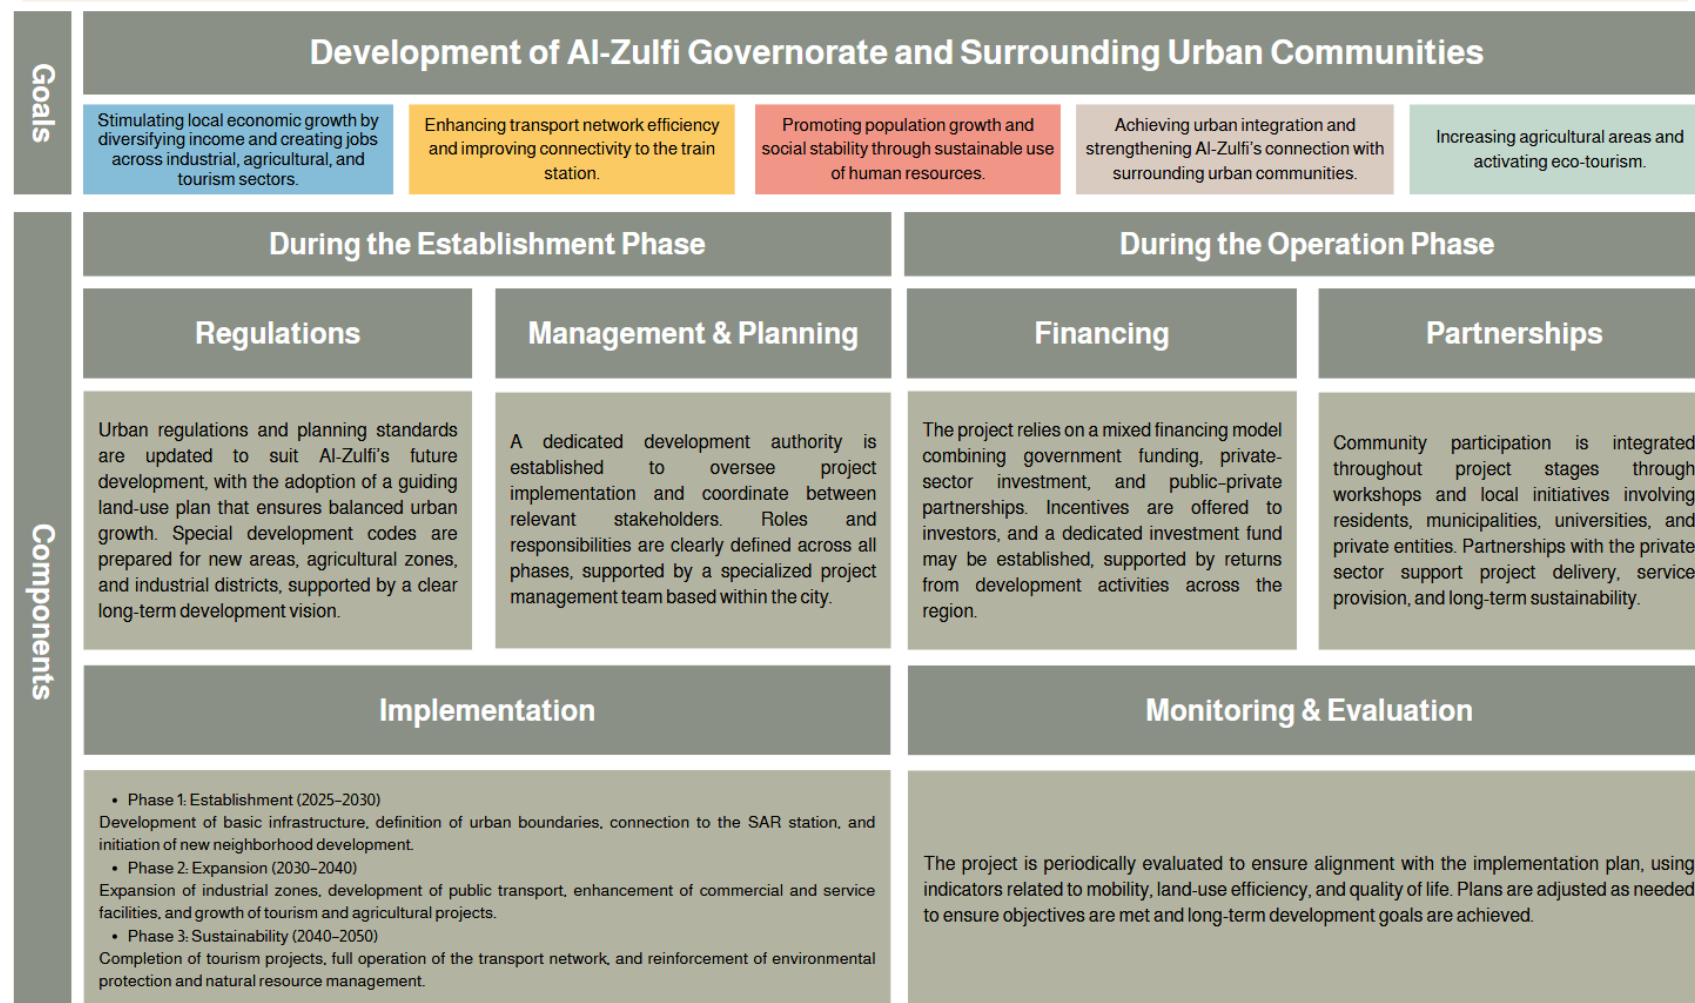 Goals
Development of Al-Zulfi Governorate and Surrounding Urban Communities
Stimulating local economic growth by
diversifying income and creating jobs
across industrial, agricultural, and
tourism sectors.
Enhancing transport network efficiency
and improving connectivity to the train
station.
Promoting population growth and
social stability through sustainable use
of human resources.
Achieving urban integration and
strengthening Al-Zulfi's connection with
surrounding urban communities.
Increasing agricultural areas and
activating eco-tourism.
Components
During the Establishment Phase
During the Operation Phase
Regulations
Urban regulations and planning standards
are updated to suit Al-Zulfi's future
development, with the adoption of a guiding
land-use plan that ensures balanced urban
growth. Special development codes are
prepared for new areas, agricultural zones,
and industrial districts, supported by a clear
long-term development vision.
Management & Planning
A dedicated development authority is
established to oversee project
implementation and coordinate between
relevant stakeholders. Roles and
responsibilities are clearly defined across all
phases, supported by a specialized project
management team based within the city.
Financing
The project relies on a mixed financing model
combining government funding, private-
sector investment, and public–private
partnerships. Incentives are offered to
investors, and a dedicated investment fund
may be established, supported by returns
from development activities across the
region.
Partnerships
Community participation is integrated
throughout project stages through
workshops and local initiatives involving
residents, municipalities, universities, and
private entities. Partnerships with the private
sector support project delivery, service
provision, and long-term sustainability.
Implementation
• Phase 1: Establishment (2025–2030)
Development of basic infrastructure, definition of urban boundaries, connection to the SAR station, and
initiation of new neighborhood development.
• Phase 2: Expansion (2030–2040)
Expansion of industrial zones, development of public transport, enhancement of commercial and service
facilities, and growth of tourism and agricultural projects.
• Phase 3: Sustainability (2040–2050)
Completion of tourism projects, full operation of the transport network, and reinforcement of environmental
protection and natural resource management.
Monitoring & Evaluation
The project is periodically evaluated to ensure alignment with the implementation plan, using
indicators related to mobility, land-use efficiency, and quality of life. Plans are adjusted as needed
to ensure objectives are met and long-term development goals are achieved.